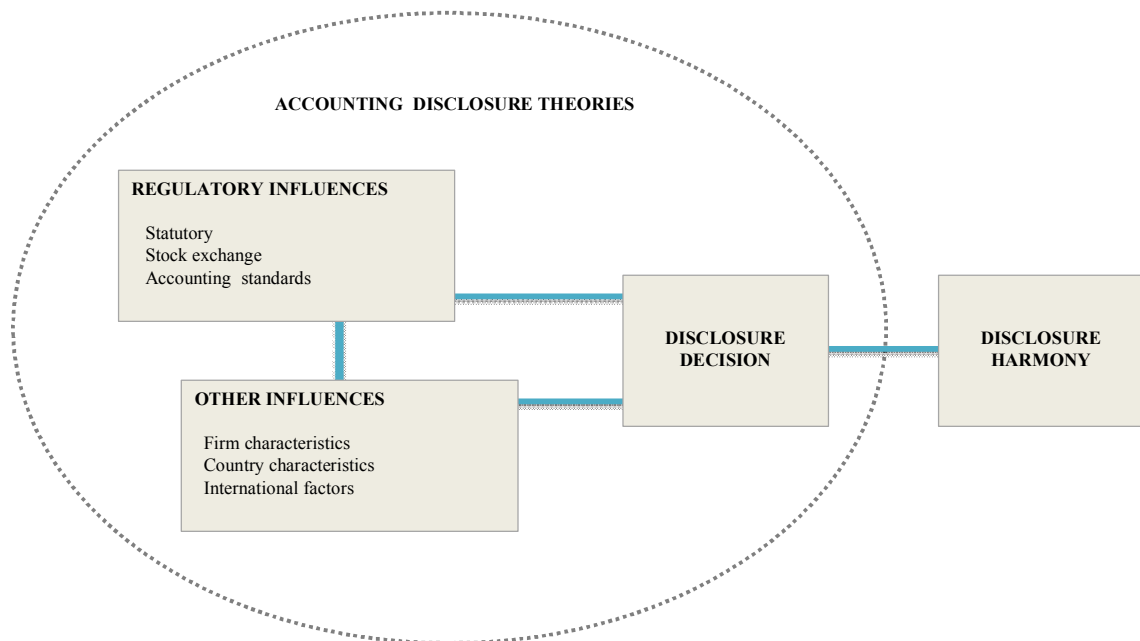 ACCOUNTING DISCLOSURE THEORIES
REGULATORY INFLUENCES
Statutory
Stock exchange
Accounting standards
OTHER INFLUENCES
Firm characteristics
Country characteristics
International factors
DISCLOSURE
DECISION
DISCLOSURE
HARMONY